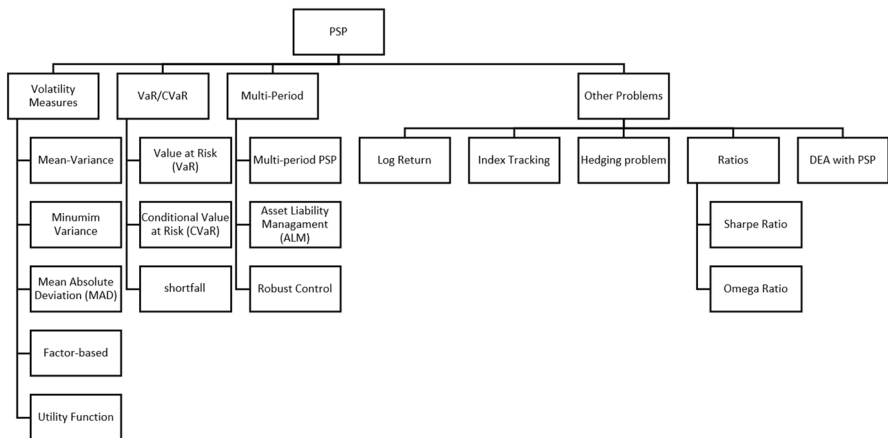 PSP
Volatility
Measures
VaR/CVaR
Multi-Period
Other Problems
Mean-Variance
Value at Risk
(VaR)
Multi-period PSP
Log Return
Index Tracking
Hedging problem
Ratios
DEA with PSP
Minumim
Variance
Conditional Value
at Risk (CVaR)
Asset Liability
Managament
(ALM)
Sharpe Ratio
Mean Absolute
Deviation (MAD)
shortfall
Robust Control
Omega Ratio
Factor-based
Utility Function